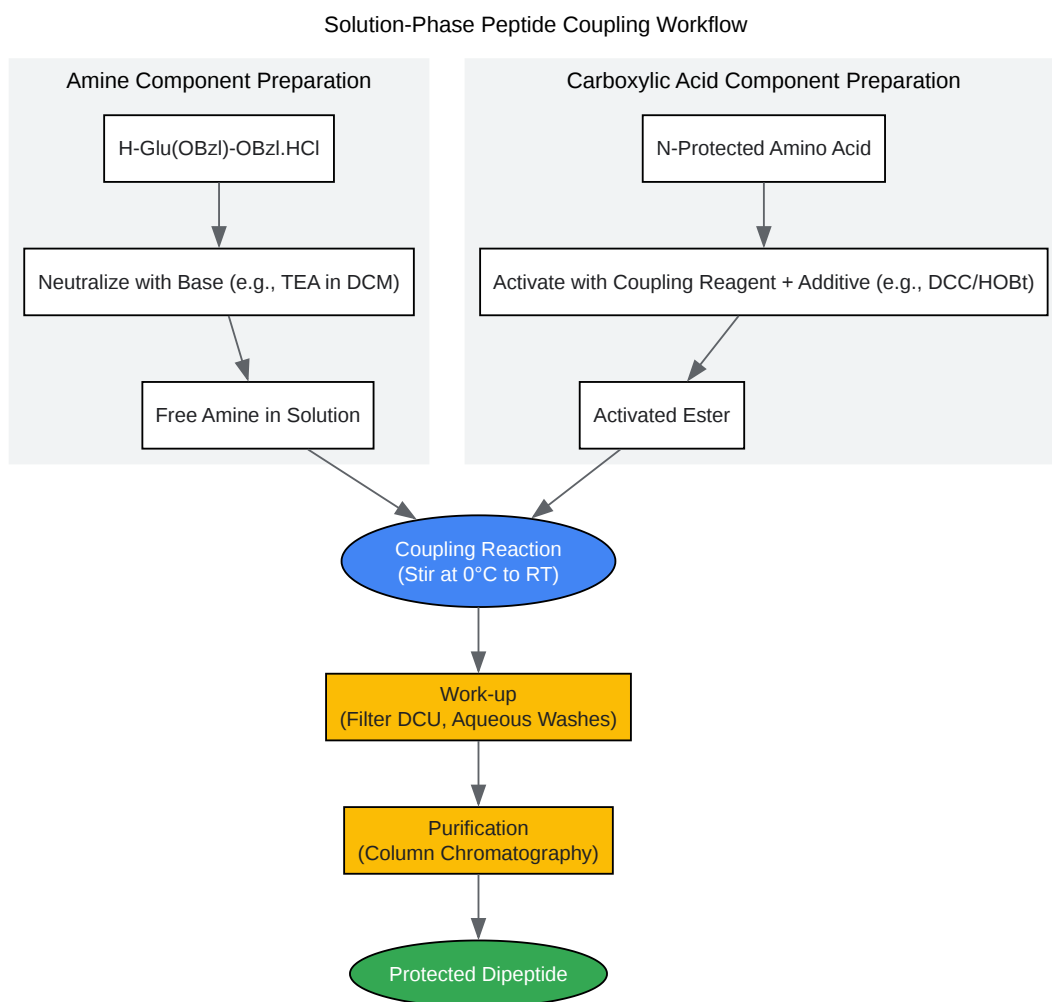 Solution-Phase Peptide Coupling Workflow
Amine Component Preparation
H-Glu(OBzl)-OBzl.HCl
Neutralize with Base (e.g., TEA in DCM)
Free Amine in Solution
Carboxylic Acid Component Preparation
N-Protected Amino Acid
Activate with Coupling Reagent + Additive (e.g., DCC/HOBt)
Activated Ester
Coupling Reaction
(Stir at 0°C to RT)
Work-up
(Filter DCU, Aqueous Washes)
Purification
(Column Chromatography)
Protected Dipeptide